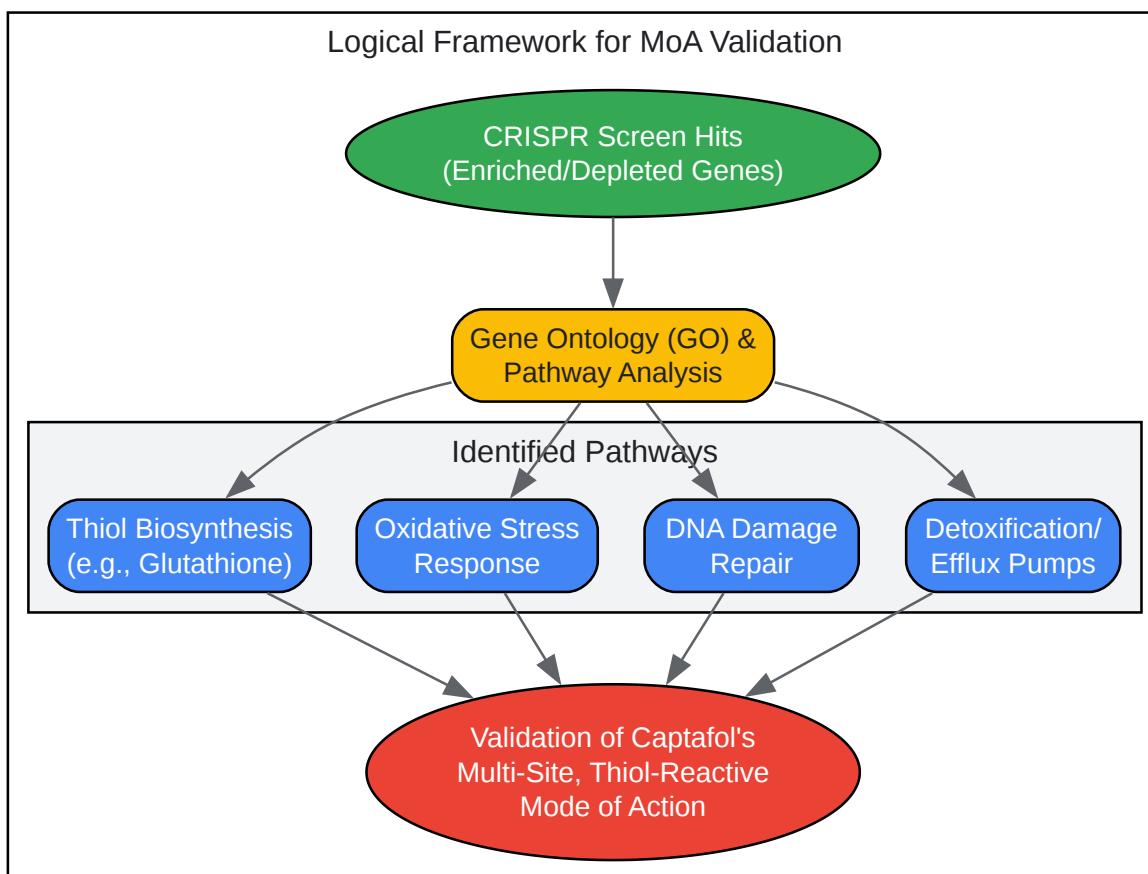 Logical Framework for MoA Validation
CRISPR Screen Hits
(Enriched/Depleted Genes)
Gene Ontology (GO) &
Pathway Analysis
Identified Pathways
Thiol Biosynthesis
(e.g., Glutathione)
Oxidative Stress
Response
DNA Damage
Repair
Detoxification/
Efflux Pumps
Validation of Captafol's
Multi-Site, Thiol-Reactive
Mode of Action